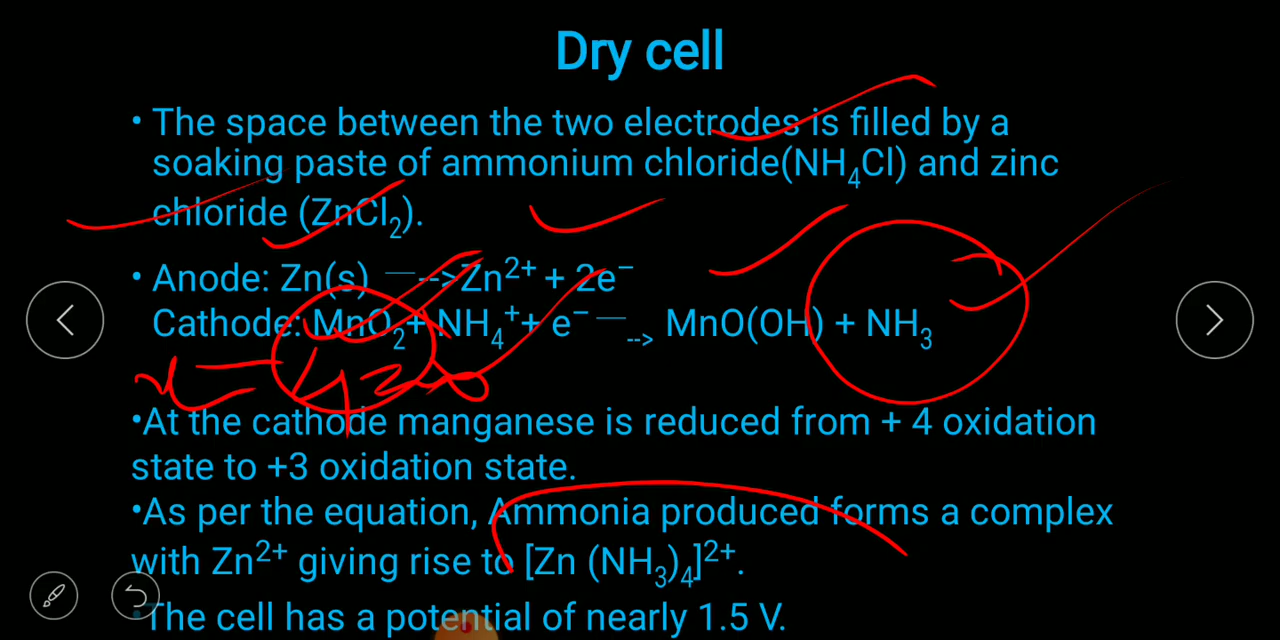 Dry cell
• The space between the two electrodes is filled by a
soaking paste of ammonium chloride(NH₄Cl) and zinc
chloride (ZnCl₂).
• Anode: Zn(s) —-->Zn²⁺ + 2e⁻
Cathode: MnO₂+ NH₄⁺+ e⁻ —--> MnO(OH) + NH₃
•At the cathode manganese is reduced from + 4 oxidation
state to +3 oxidation state.
•As per the equation, Ammonia produced forms a complex
with Zn²⁺ giving rise to [Zn (NH₃)₄]²⁺.
•The cell has a potential of nearly 1.5 V.